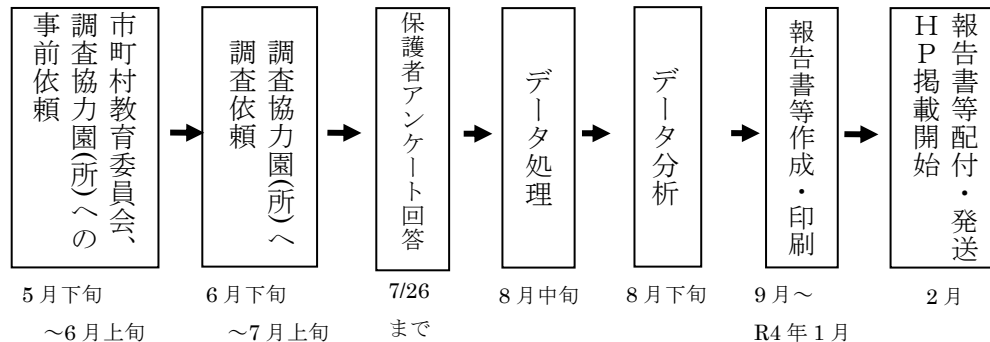 市町村教育委員会、
調査協力園(所)への
事前依頼
調査協力園(所)へ
調査依頼
保護者アンケート回答
データ処理
データ分析
報告書等作成・印刷
報告書等配付・発送
ＨＰ掲載開始
5月下旬
～6月上旬
6月下旬
～7月上旬
7/26
まで
8月中旬
8月下旬
9月～
R4年1月
2月